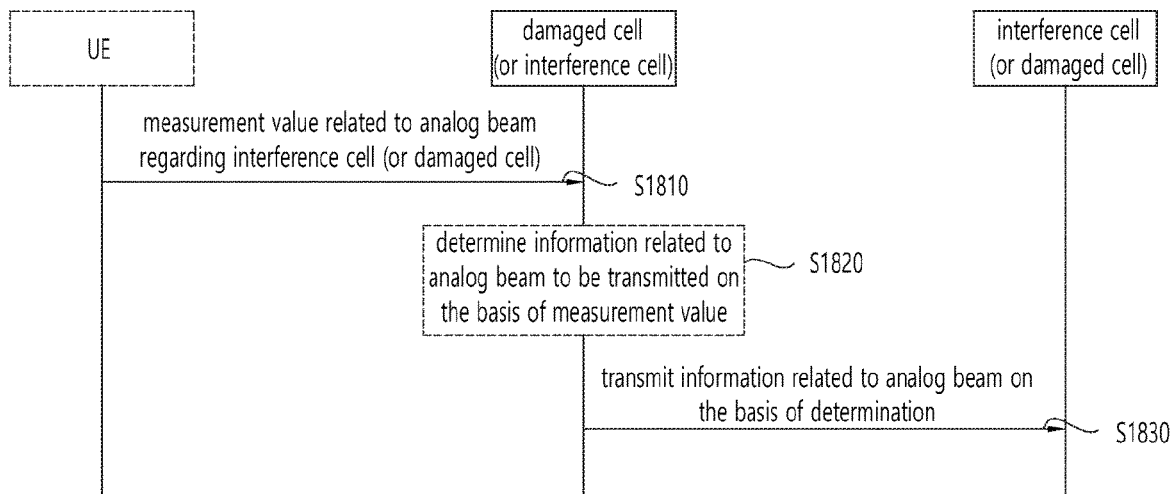 UE
damaged cell
(or interference cell)
interference cell
(or damaged cell)
measurement value related to analog beam
regarding interference cell (or damaged cell)
S1810
determine information related to
analog beam to be transmitted on
the basis of measurement value
S1820
transmit information related to analog beam on
the basis of determination
S1830